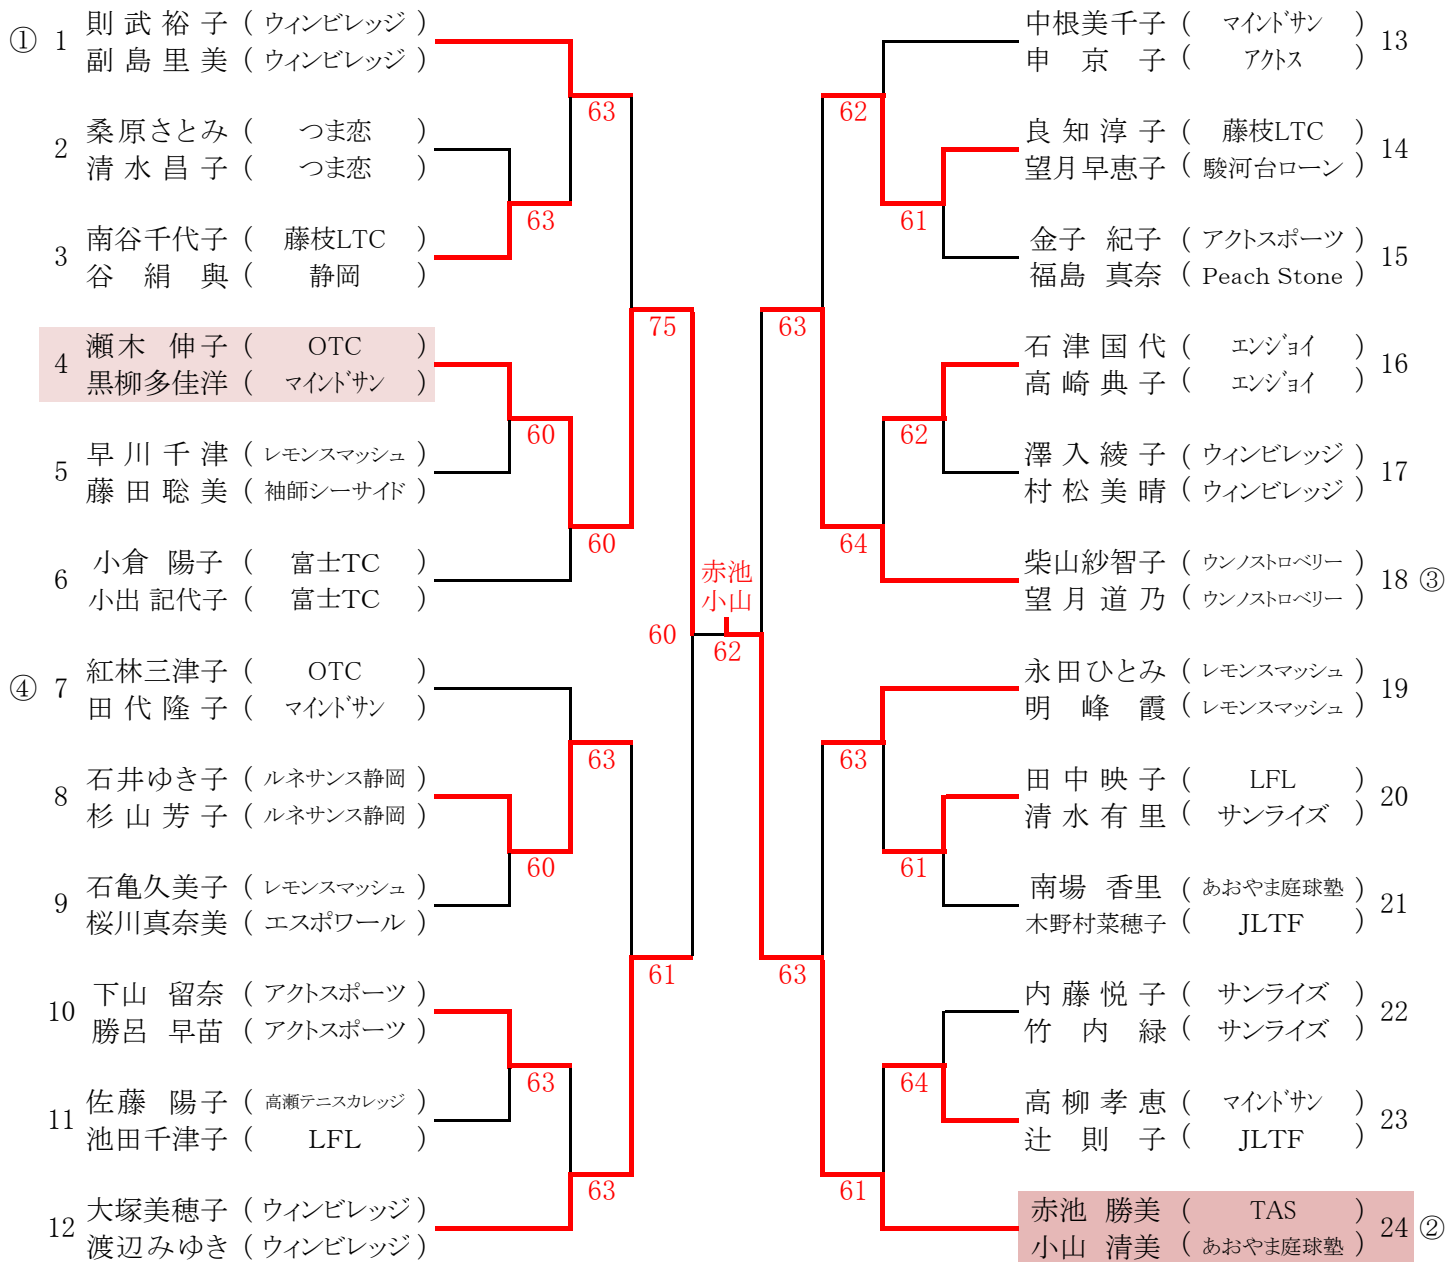 ① 1 則武裕子 ( ウィンビレッジ )
副島里美 ( ウィンビレッジ )
63
2 桑原さとみ ( つま恋 )
清水昌子 ( つま恋 )
63
3 南谷千代子 ( 藤枝LTC )
谷絹與 ( 静岡 )
75
4 瀬木伸子 ( OTC )
黒柳多佳洋 ( マインドサン )
60
5 早川千津 ( レモンスマッシュ )
藤田聡美 ( 袖師シーサイド )
60
6 小倉陽子 ( 富士TC )
小出記代子 ( 富士TC )
60
④ 7 紅林三津子 ( OTC )
田代隆子 ( マインドサン )
63
8 石井ゆき子 ( ルネサンス静岡 )
杉山芳子 ( ルネサンス静岡 )
60
9 石亀久美子 ( レモンスマッシュ )
桜川真奈美 ( エスポワール )
61
10 下山留奈 ( アクトスポーツ )
勝呂早苗 ( アクトスポーツ )
63
11 佐藤陽子 ( 高瀬テニスカレッジ )
池田千津子 ( LFL )
63
12 大塚美穂子 ( ウィンビレッジ )
渡辺みゆき ( ウィンビレッジ )
赤池
小山
62
中根美千子 ( マインドサン ) 13
申京子 ( アクトス )
62
良知淳子 ( 藤枝LTC ) 14
望月早恵子 ( 駿河台ローン )
61
金子紀子 ( アクトスポーツ ) 15
福島真奈 ( Peach Stone )
63
石津国代 ( エンジョイ ) 16
高崎典子 ( エンジョイ )
62
澤入綾子 ( ウィンビレッジ ) 17
村松美晴 ( ウィンビレッジ )
64
柴山紗智子 ( ウンノストロベリー ) 18 ③
望月道乃 ( ウンノストロベリー )
永田ひとみ ( レモンスマッシュ ) 19
明峰霞 ( レモンスマッシュ )
63
田中映子 ( LFL ) 20
清水有里 ( サンライズ )
61
南場香里 ( あおやま庭球塾 ) 21
木野村菜穂子 ( JLTF )
63
内藤悦子 ( サンライズ ) 22
竹内緑 ( サンライズ )
64
高柳孝恵 ( マインドサン ) 23
辻則子 ( JLTF )
61
赤池勝美 ( TAS ) 24 ②
小山清美 ( あおやま庭球塾 )